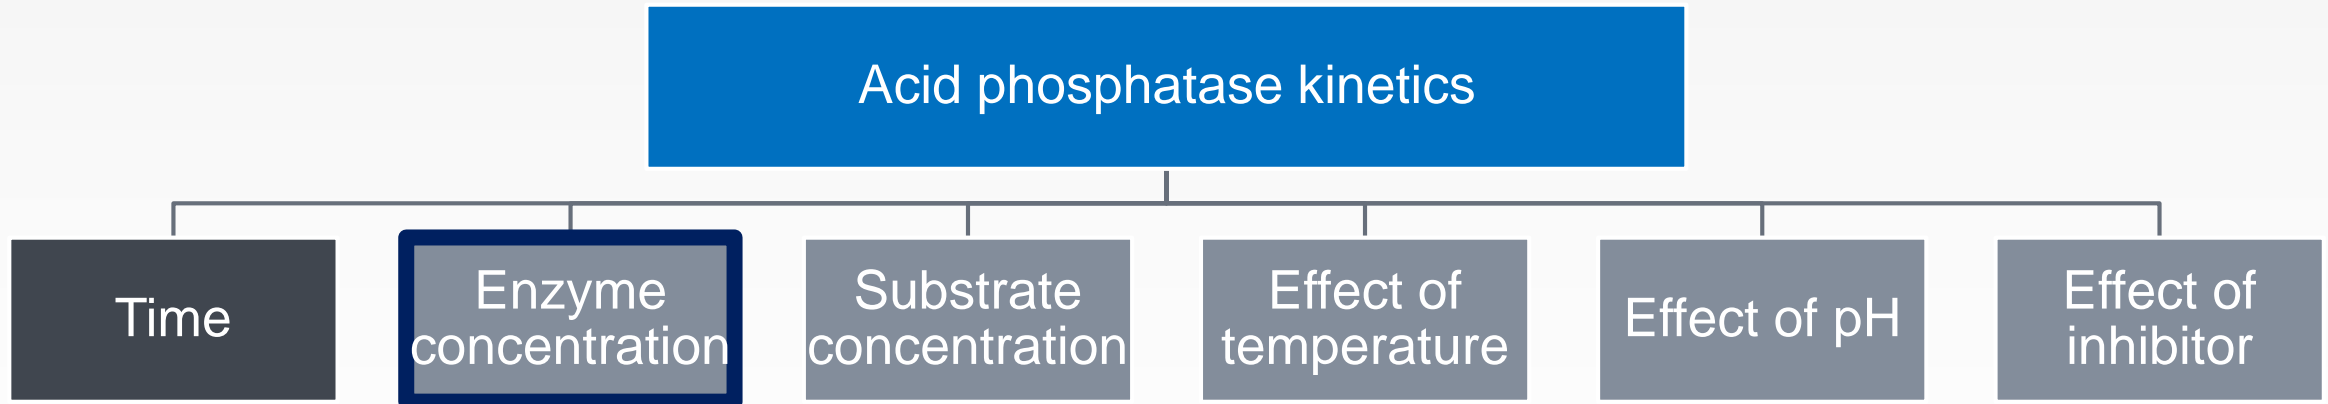 Acid phosphatase kinetics
Time
Enzyme
concentration
Substrate
concentration
Effect of
temperature
Effect of pH
Effect of
inhibitor